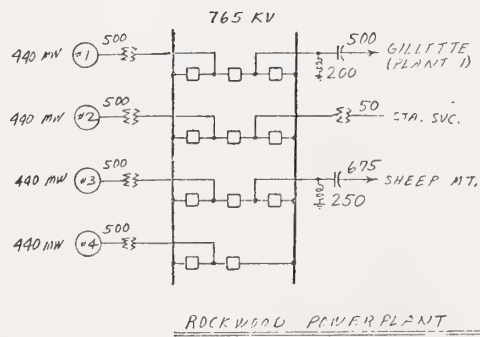 765 KV
500
440 MW #1
500
GILLETTE
(PLANT 1)
200
500
440 MW #2
50
STA. SVC.
500
440 MW #3
675
SHEEP MT.
250
500
440 MW #4
ROCKWOOD POWERPLANT